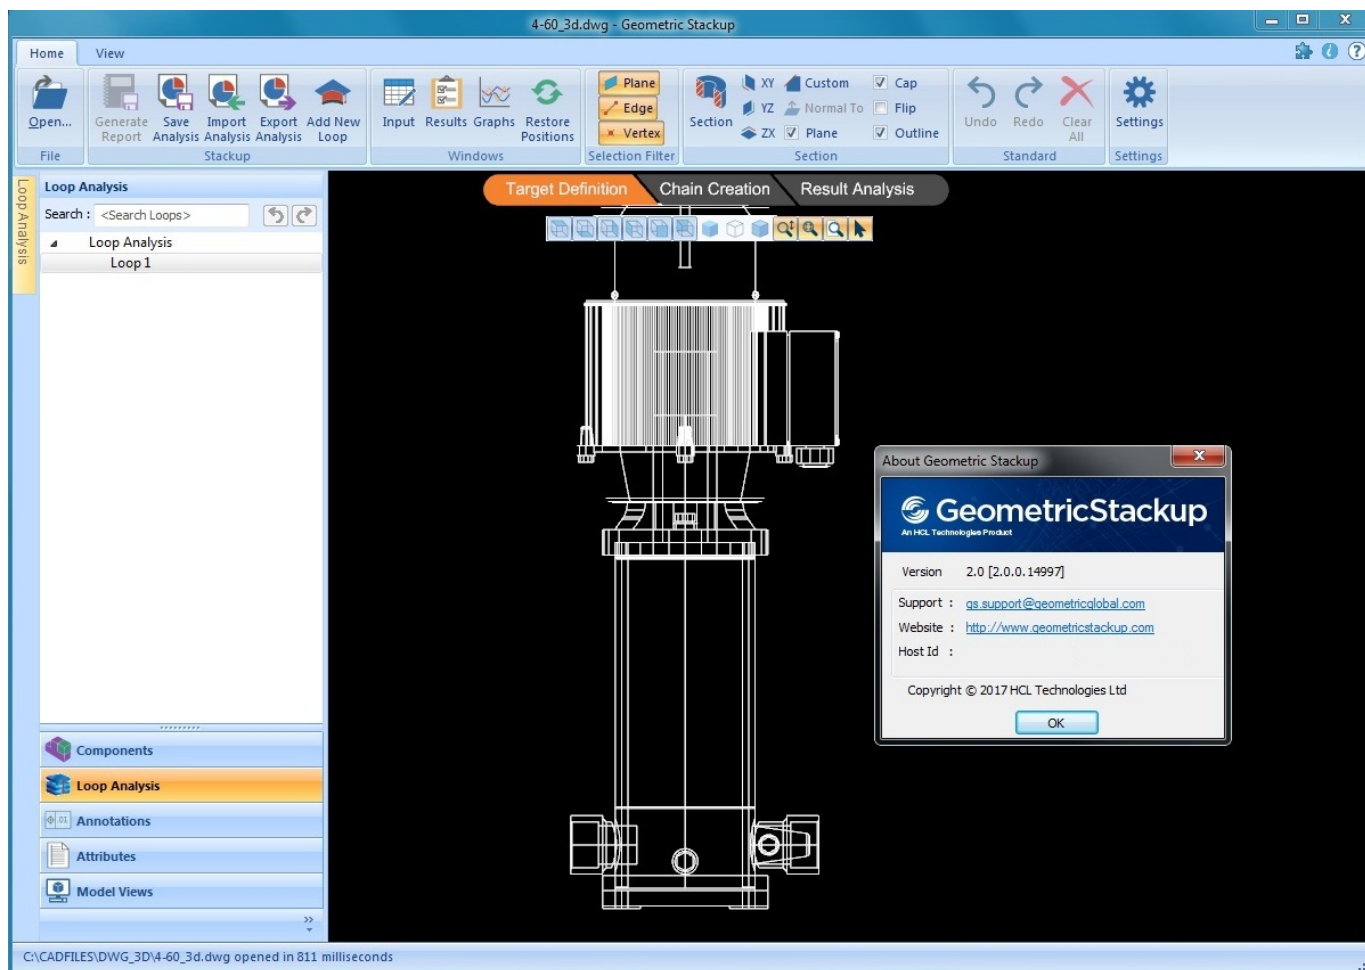 4-60_3d.dwg - Geometric Stackup
Home View
Open...
Generate Report
Save Analysis
Import Analysis
Export Analysis
Add New Loop
Input
Results
Graphs
Restore Positions
Plane
Edge
Vertex
Section
XY
YZ
ZX
Custom
Normal To
Plane
Cap
Flip
Outline
Undo
Redo
Clear All
Settings
File
Stackup
Windows
Selection Filter
Section
Standard
Settings
Loop Analysis
Loop Analysis
Search : <Search Loops>
Loop Analysis
Loop 1
Target Definition Chain Creation Result Analysis
About Geometric Stackup
GeometricStackup
An HCL Technologies Product
Version 2.0 [2.0.0.14997]
Support : gs.support@geometricglobal.com
Website : http://www.geometricstackup.com
Host Id :
Copyright © 2017 HCL Technologies Ltd
OK
Components
Loop Analysis
.01 Annotations
Attributes
Model Views
C:\CADFILES\DWG_3D\4-60_3d.dwg opened in 811 milliseconds